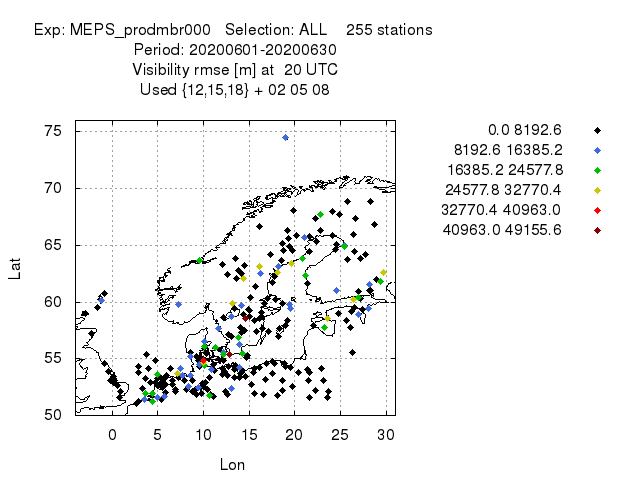 Exp: MEPS_prodmbr000   Selection: ALL    255 stations
Period: 20200601-20200630
Visibility rmse [m] at  20 UTC
Used {12,15,18} + 02 05 08
0.0 8192.6
8192.6 16385.2
16385.2 24577.8
24577.8 32770.4
32770.4 40963.0
40963.0 49155.6
75
70
65
60
55
50
Lat
0 5 10 15 20 25 30
Lon